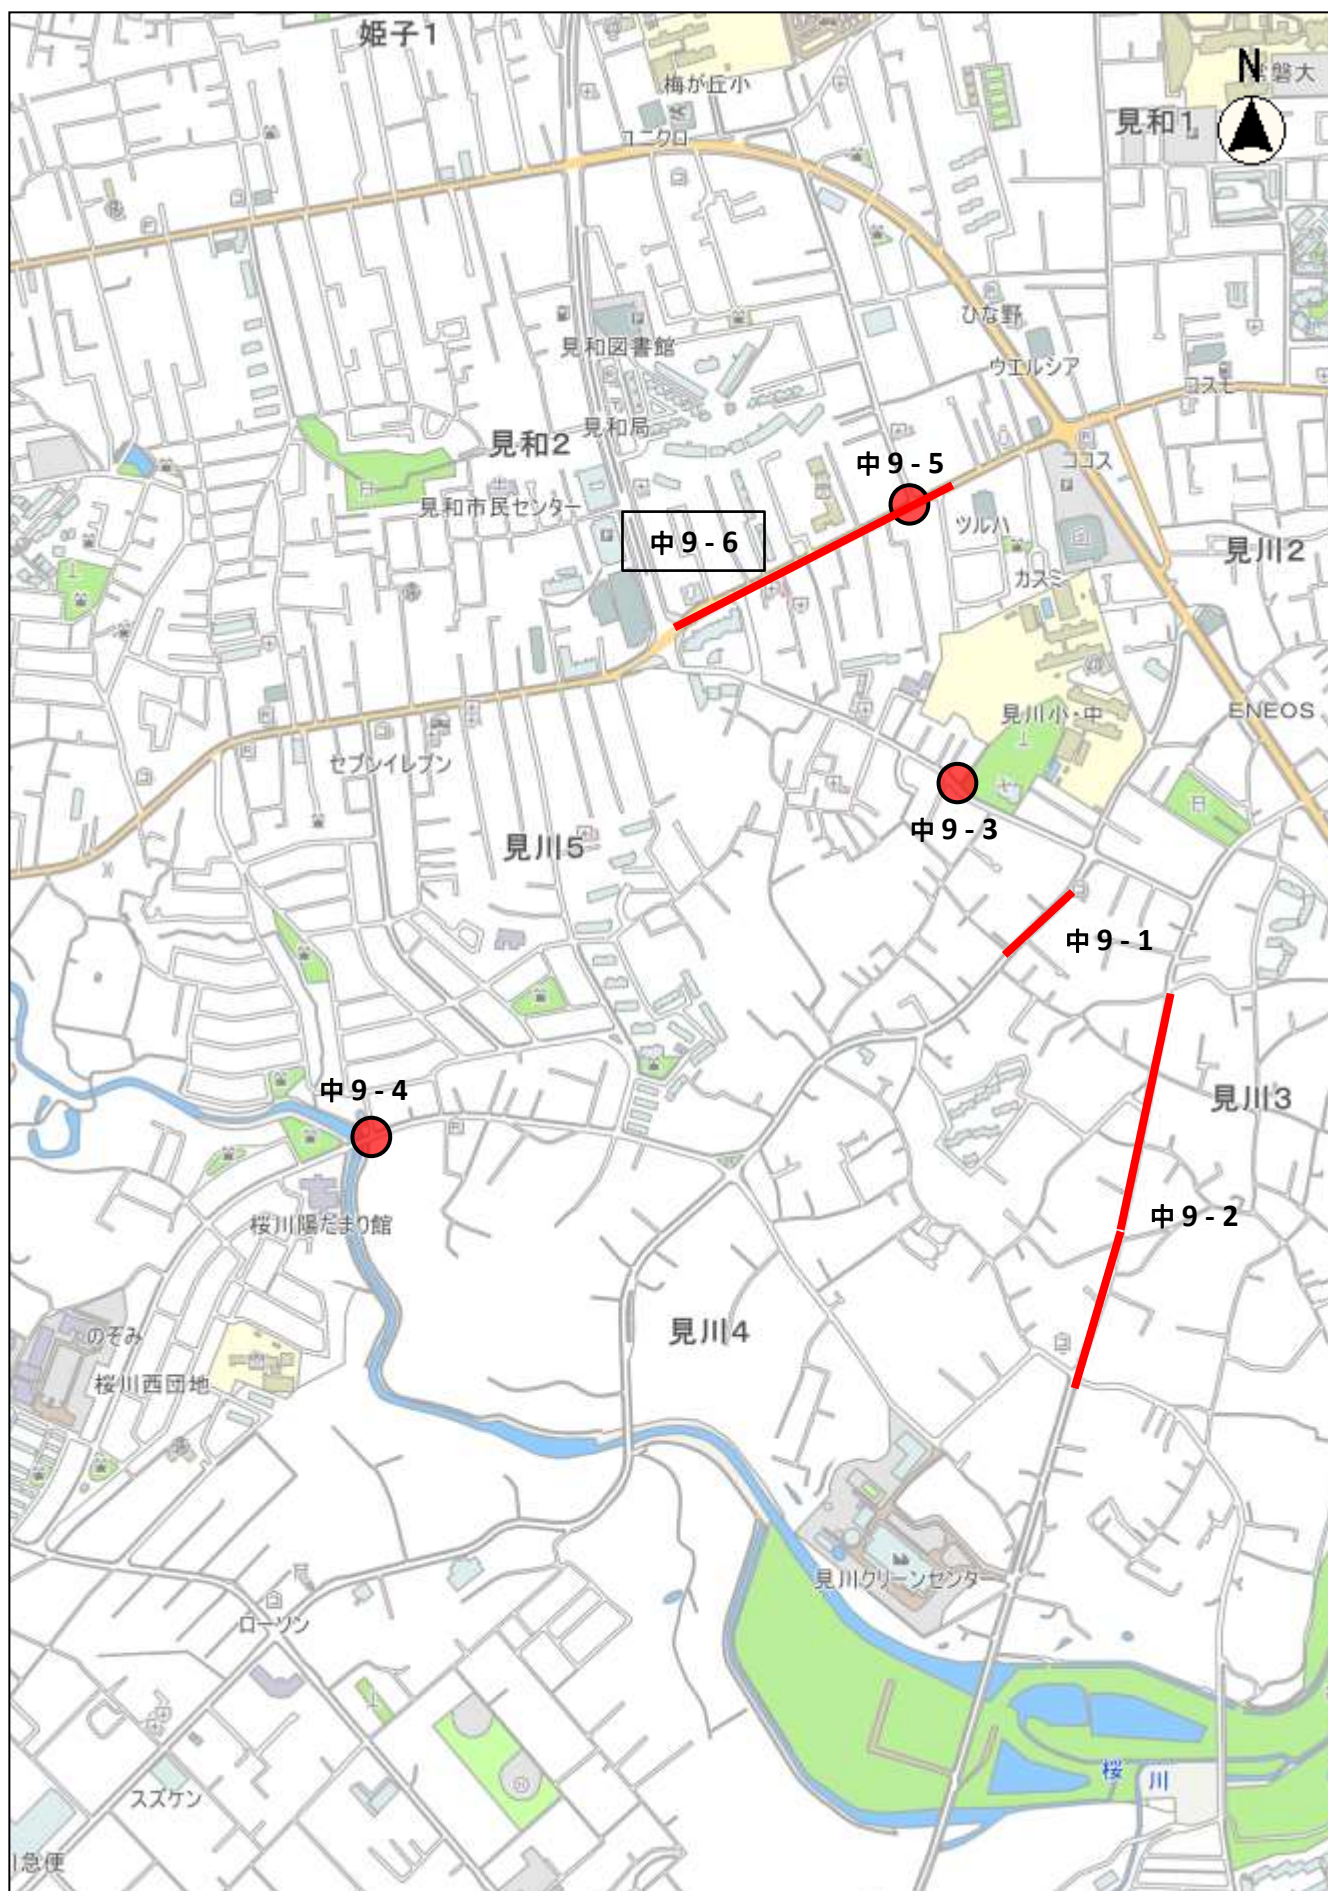 姫子1
梅が丘小
ユニクロ
N
常磐大
見和1
ひな野
ウエルシア
コスモ
見和図書館
見和局
見和2
ココス
中9-5
見和市民センター
ツルハ
中9-6
見川2
カスミ
見川小・中
ENEOS
セブンイレブン
中9-3
見川5
中9-1
中9-4
見川3
桜川陽だまり館
中9-2
見川4
のぞみ
桜川西団地
見川クリーンセンター
ローソン
桜川
スズケン
急便